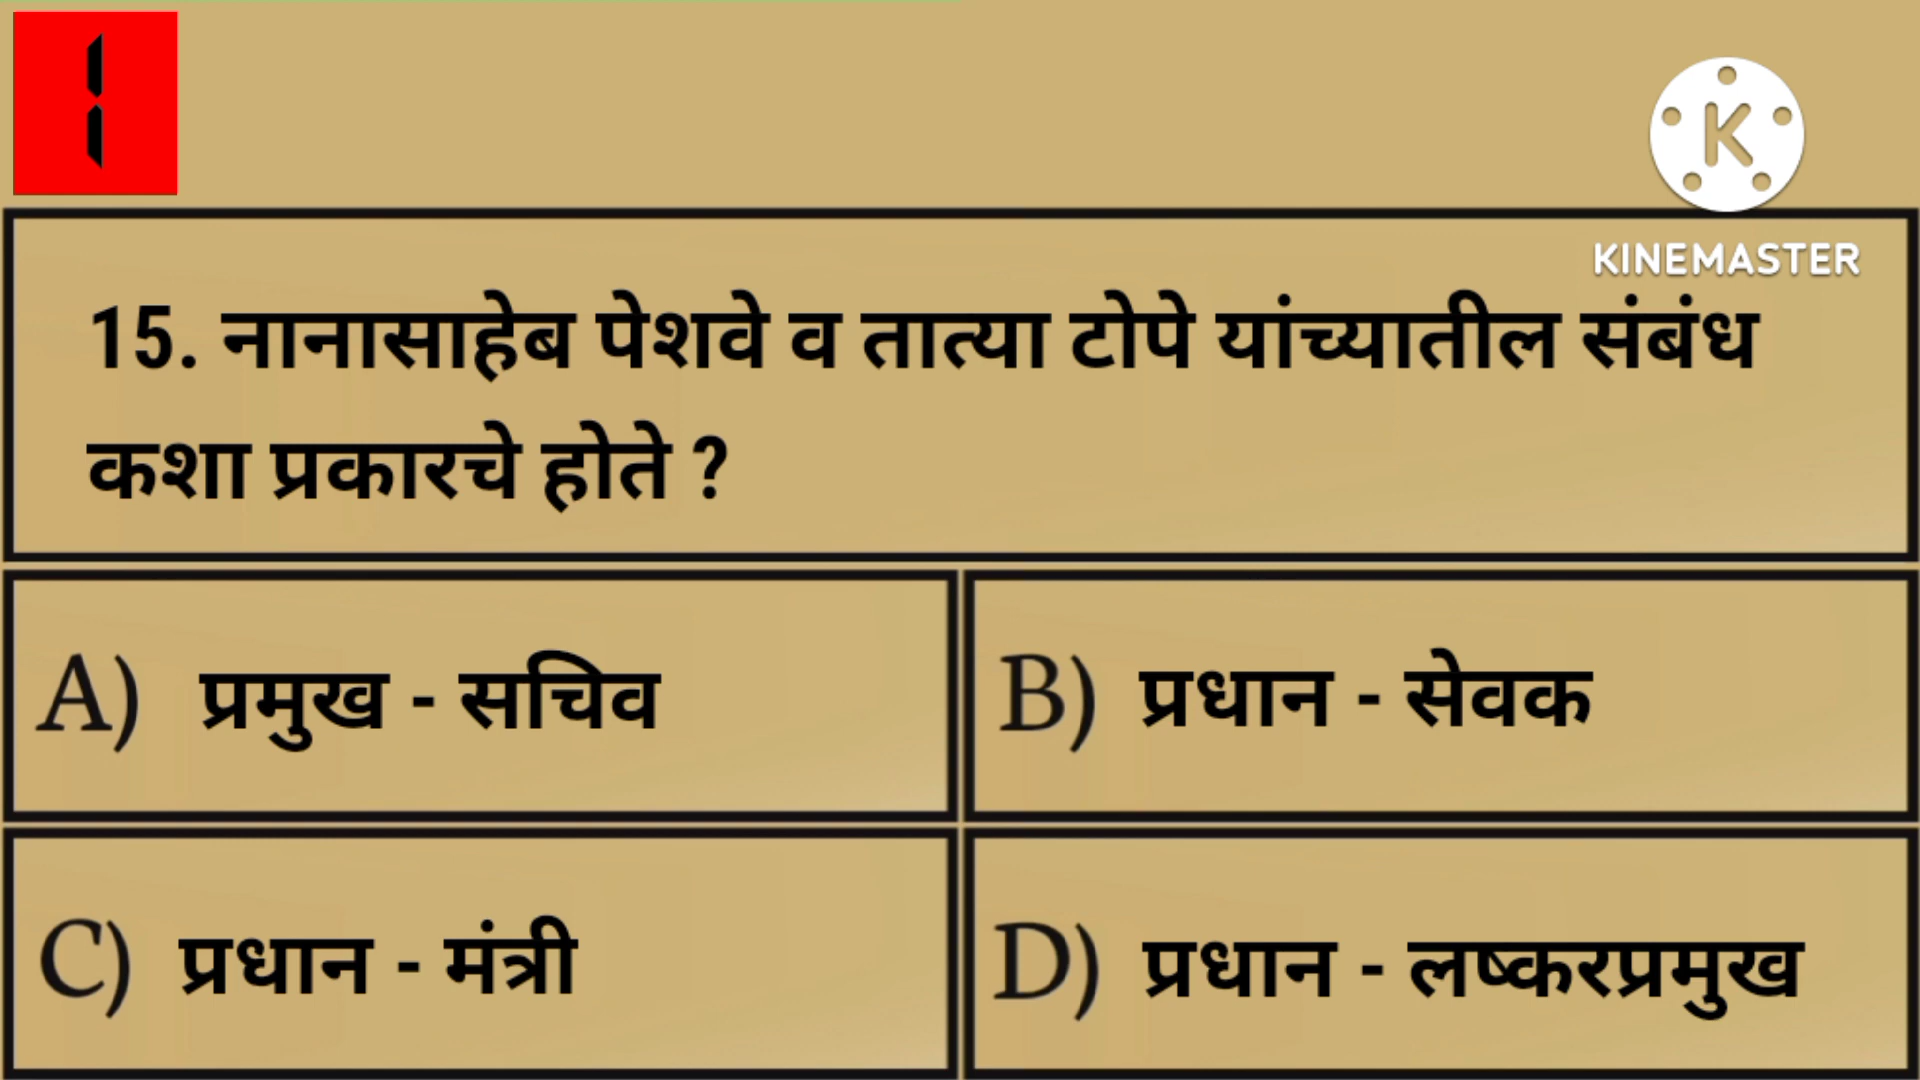 1
KINEMASTER
15. नानासाहेब पेशवे व तात्या टोपे यांच्यातील संबंध
कशा प्रकारचे होते ?
A) प्रमुख - सचिव
B) प्रधान - सेवक
C) प्रधान - मंत्री
D) प्रधान - लष्करप्रमुख